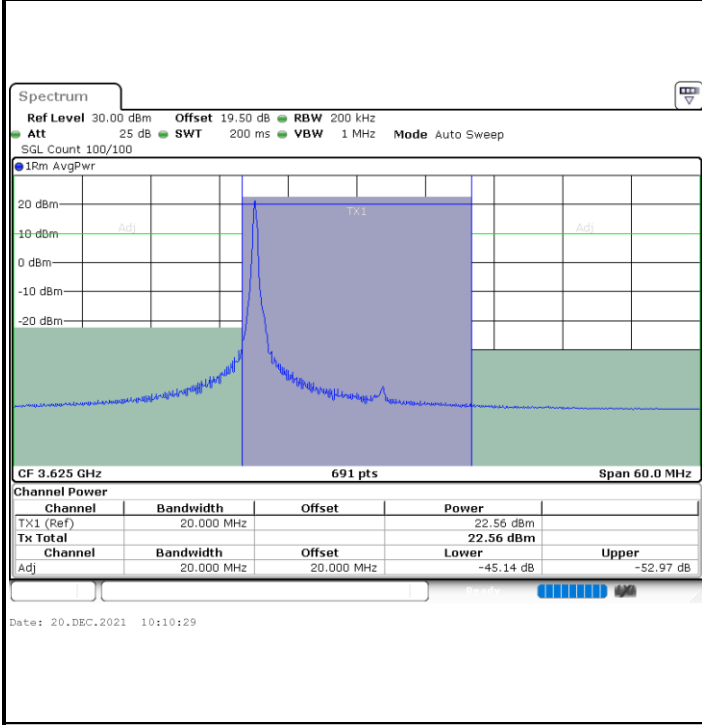 Spectrum
Ref Level 30.00 dBm Offset 19.50 dB RBW 200 kHz
Att 25 dB SWT 200 ms VBW 1 MHz Mode Auto Sweep
SGL Count 100/100
1Rm AvgPwr
20 dBm
TX1
Adj
Adj
10 dBm
0 dBm
-10 dBm
-20 dBm
CF 3.625 GHz 691 pts Span 60.0 MHz
Channel Power
Channel Bandwidth Offset Power
TX1 (Ref) 20.000 MHz 22.56 dBm
Tx Total 22.56 dBm
Channel Bandwidth Offset Lower Upper
Adj 20.000 MHz 20.000 MHz -45.14 dB -52.97 dB
Ready
Date: 20.DEC.2021 10:10:29